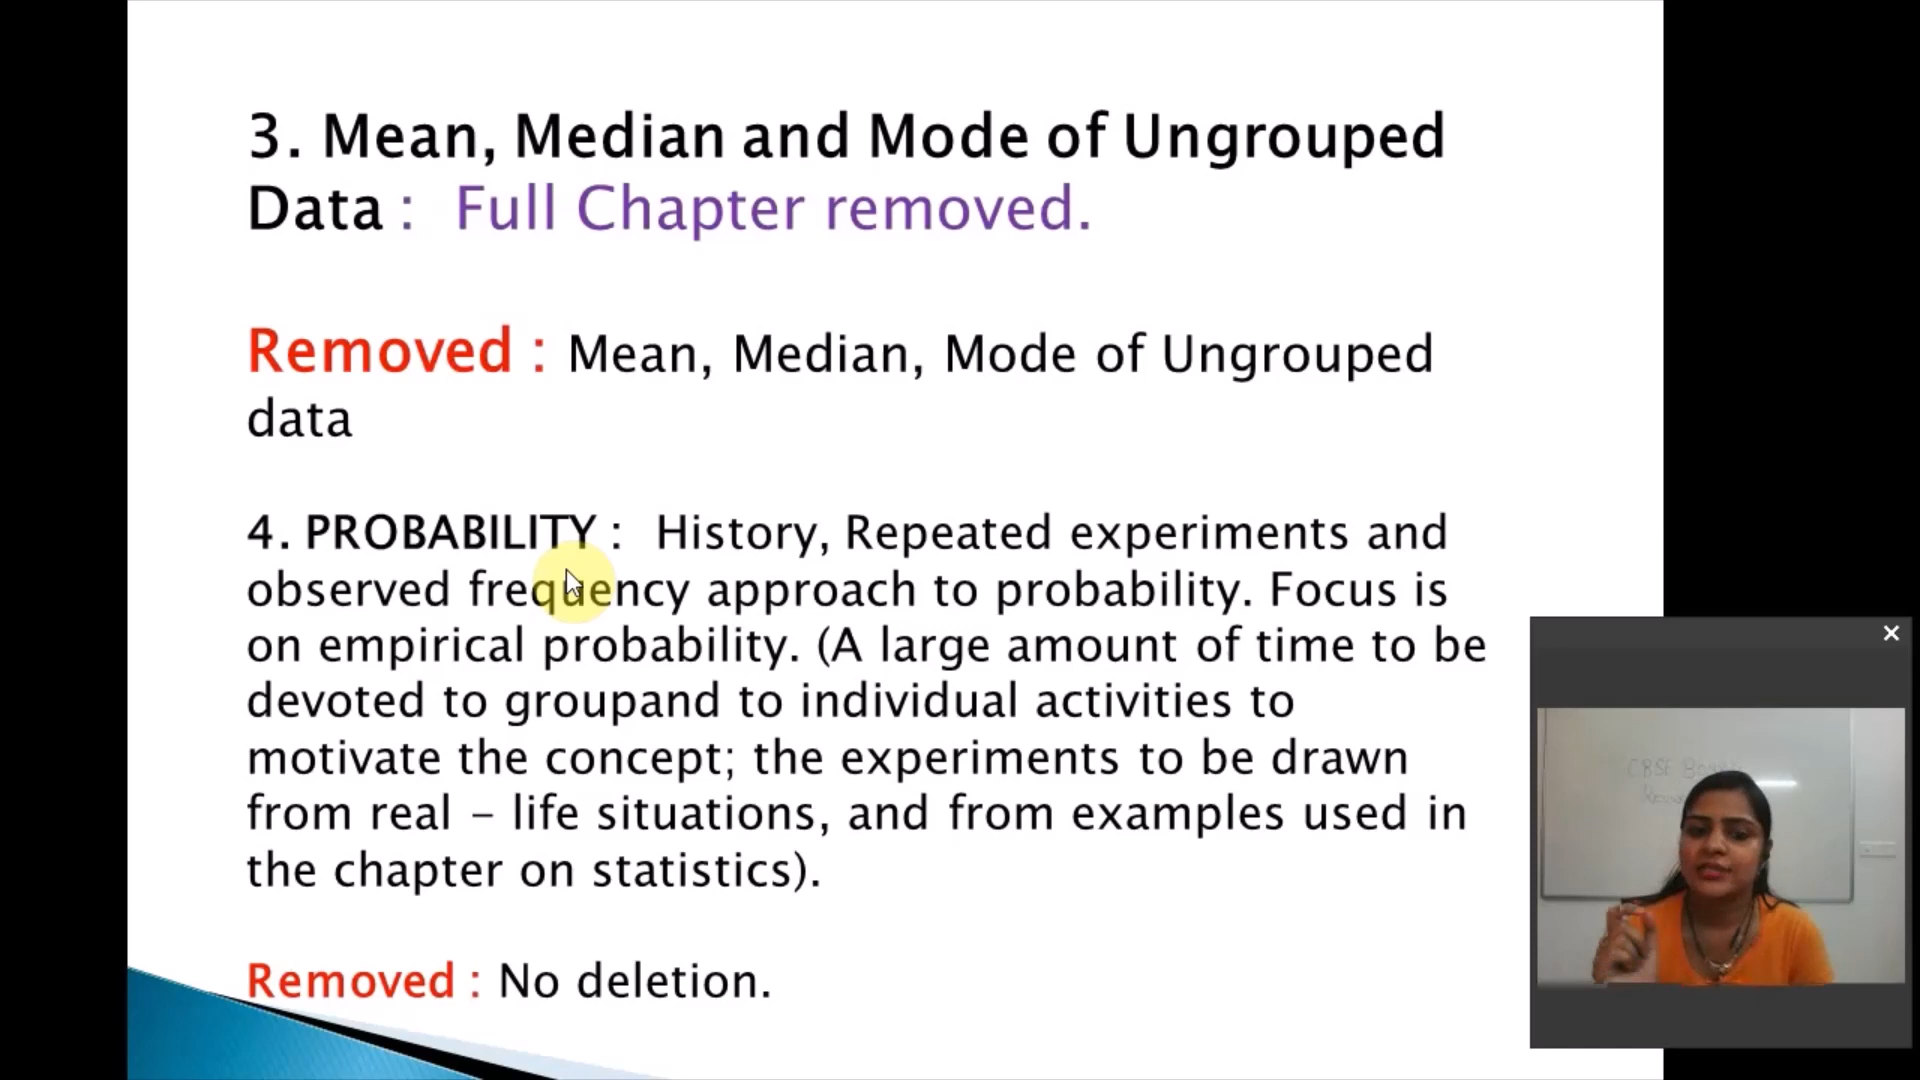 3. Mean, Median and Mode of Ungrouped
Data : Full Chapter removed.
Removed : Mean, Median, Mode of Ungrouped
data
4. PROBABILITY : History, Repeated experiments and
observed frequency approach to probability. Focus is
on empirical probability. (A large amount of time to be
devoted to groupand to individual activities to
motivate the concept; the experiments to be drawn
from real – life situations, and from examples used in
the chapter on statistics).
Removed : No deletion.
CBSE